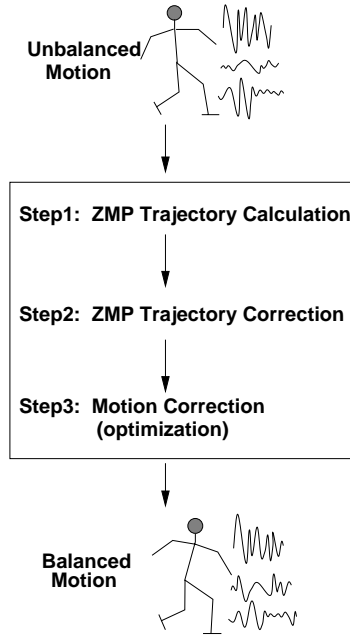 Unbalanced
Motion
Step1: ZMP Trajectory Calculation
Step2: ZMP Trajectory Correction
Step3: Motion Correction
(optimization)
Balanced
Motion